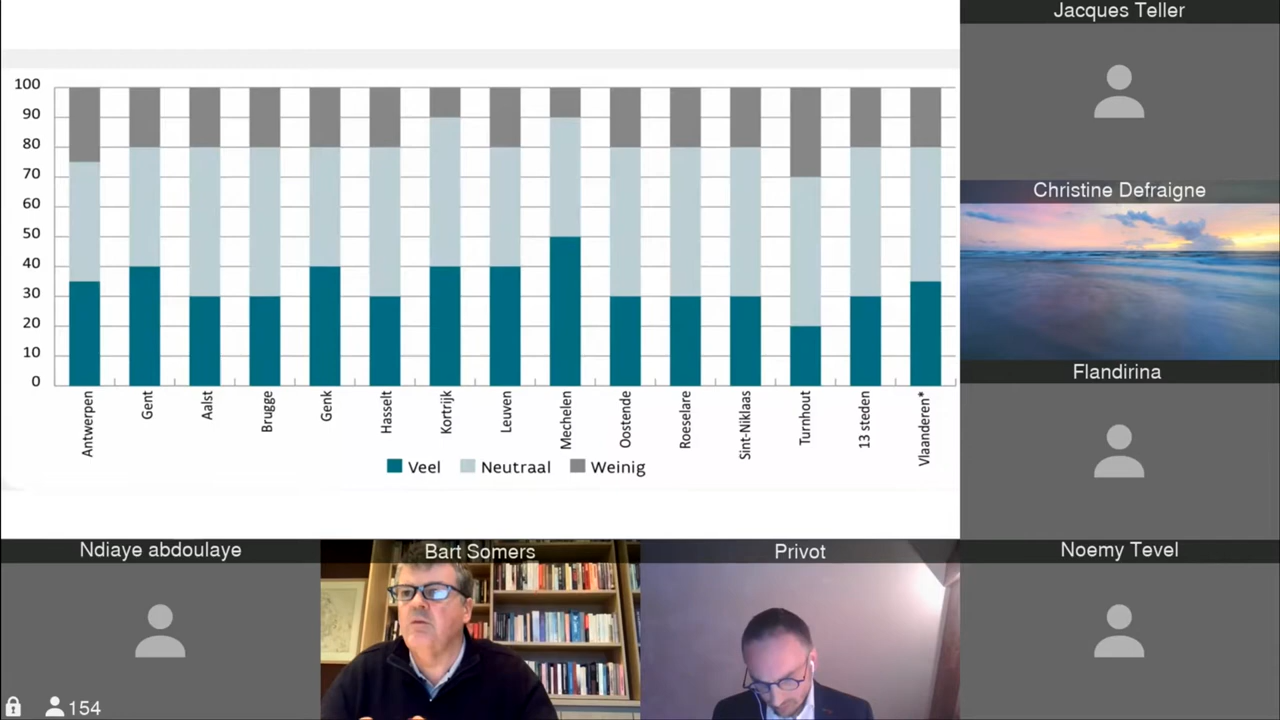 Jacques Teller
100
90
80
70
60
50
40
30
20
10
0
Antwerpen
Gent
Aalst
Brugge
Genk
Hasselt
Kortrijk
Leuven
Mechelen
Oostende
Roeselare
Sint-Niklaas
Turnhout
13 steden
Vlaanderen*
Veel Neutraal Weinig
Christine Defraigne
Flandirina
Ndiaye abdoulaye
Bart Somers
Privot
Noemy Tevel
154